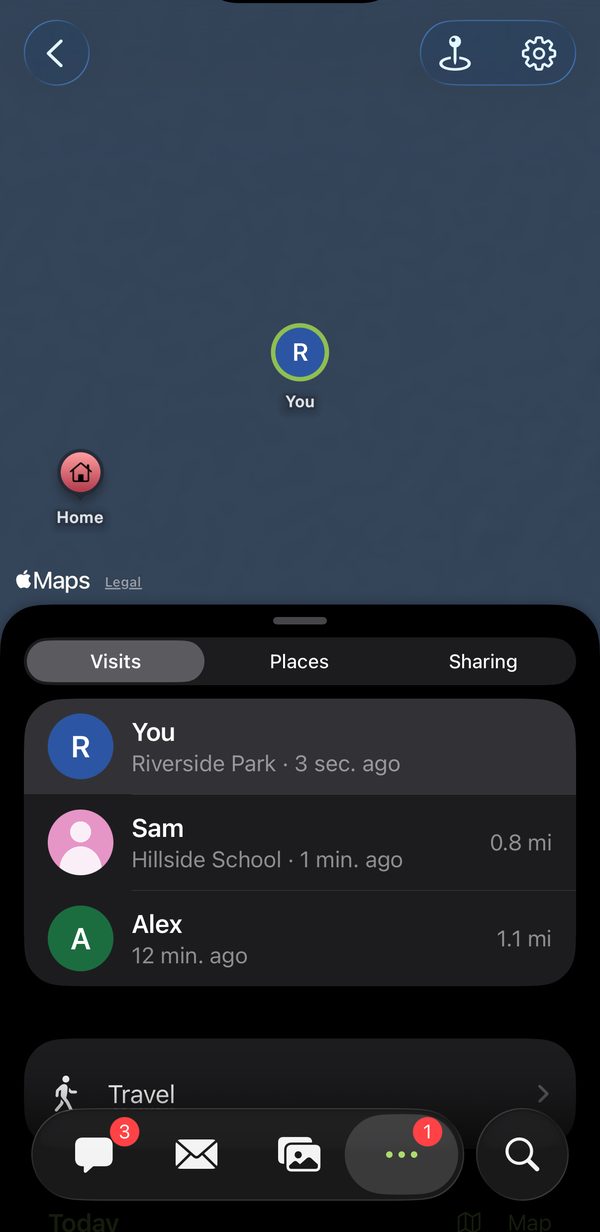 R
You
Home
Maps Legal
Visits Places Sharing
R
You
Riverside Park · 3 sec. ago
Sam
Hillside School · 1 min. ago
0.8 mi
A
Alex
12 min. ago
1.1 mi
Travel
3
1
Today
Map